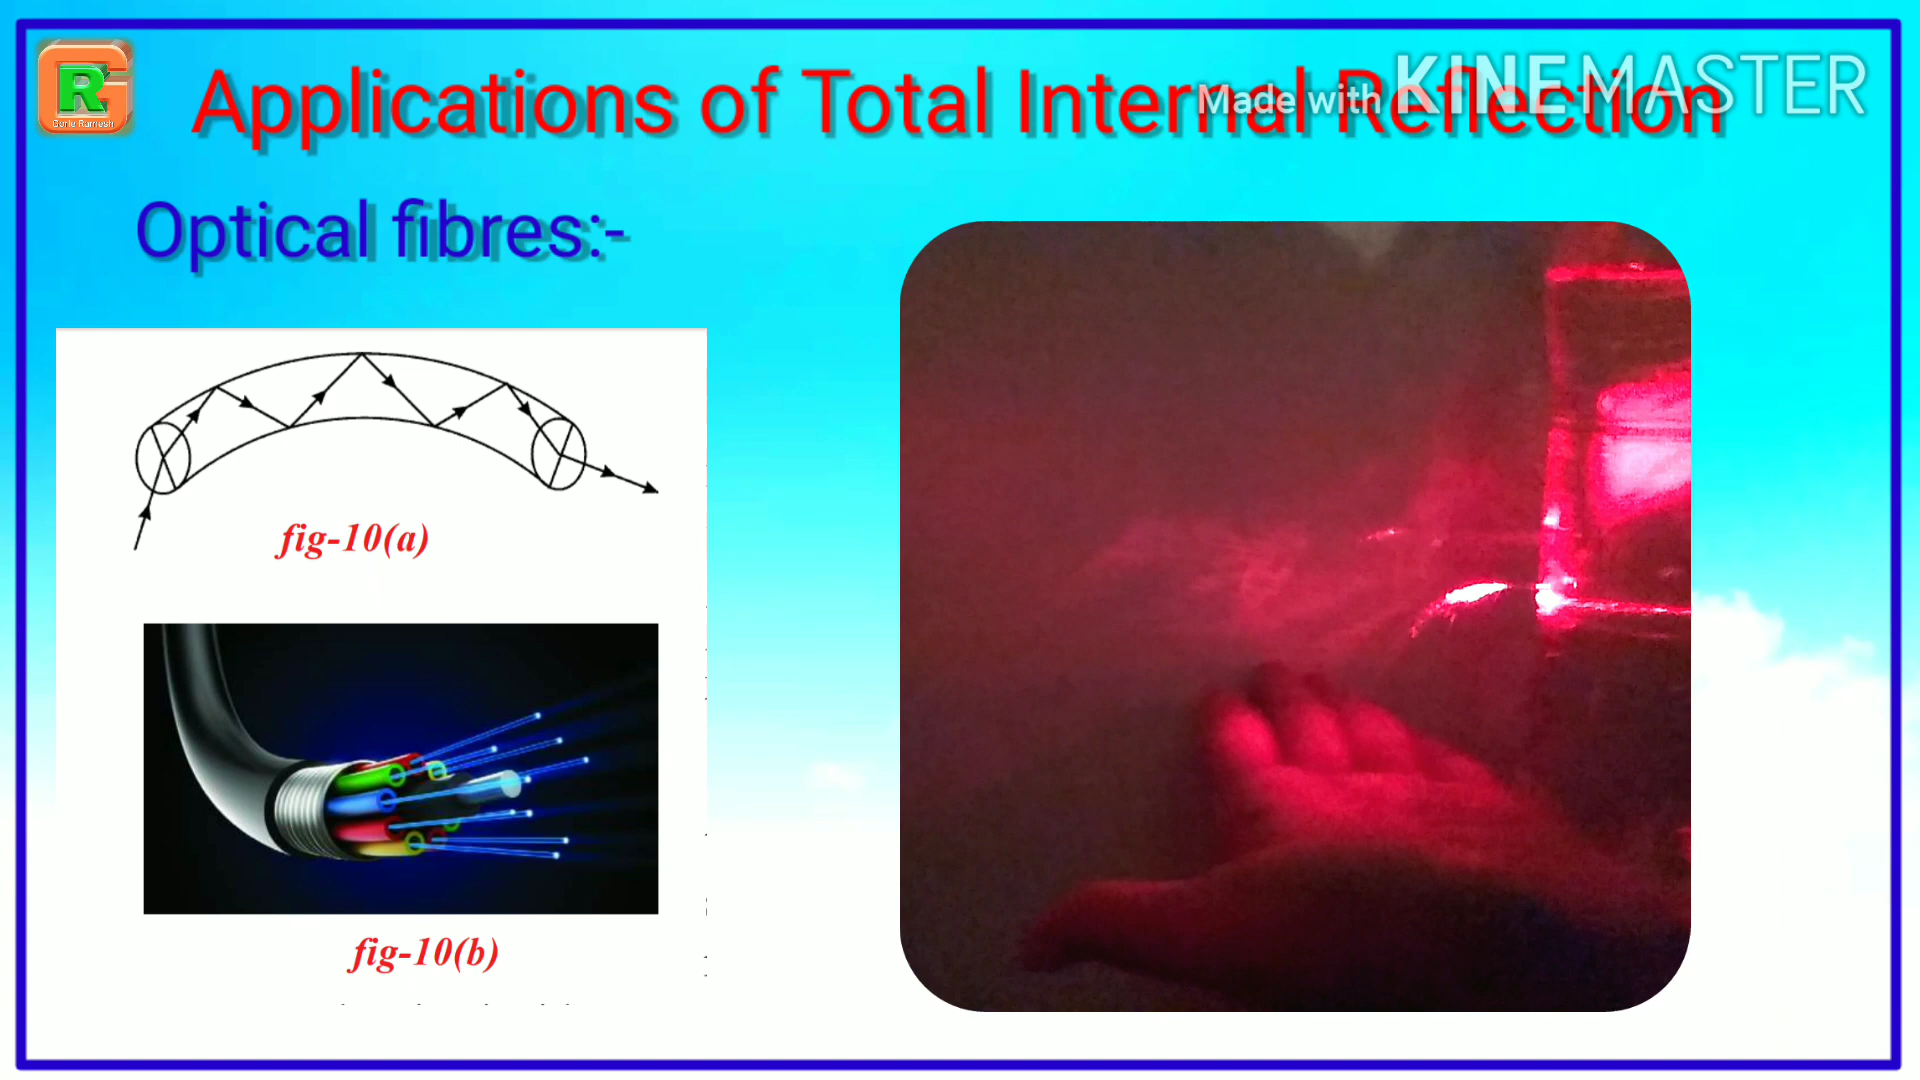 Applications of Total Internal Reflection
Made with KINEMASTER
Optical fibres:-
fig-10(a)
fig-10(b)